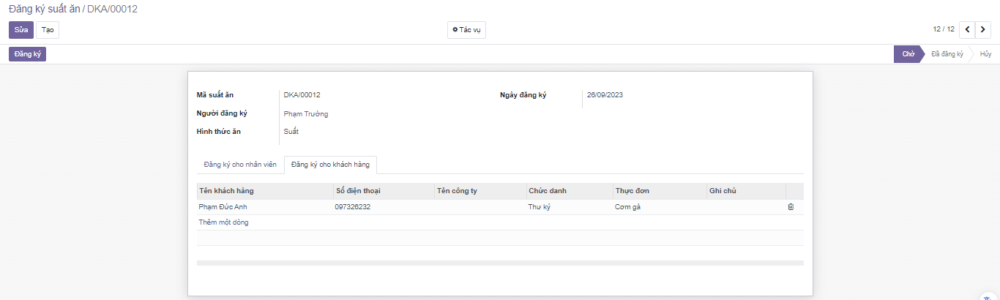 Đăng ký suất ăn / DKA/00012
Sửa Tạo Tác vụ 12 / 12
Đăng ký Chờ Đã đăng ký Hủy
Mã suất ăn DKA/00012 Ngày đăng ký 26/09/2023
Người đăng ký Phạm Trường
Hình thức ăn Suất
Đăng ký cho nhân viên Đăng ký cho khách hàng
Tên khách hàng Số điện thoại Tên công ty Chức danh Thực đơn Ghi chú
Phạm Đức Anh 097326232 Thư ký Cơm gà
Thêm một dòng